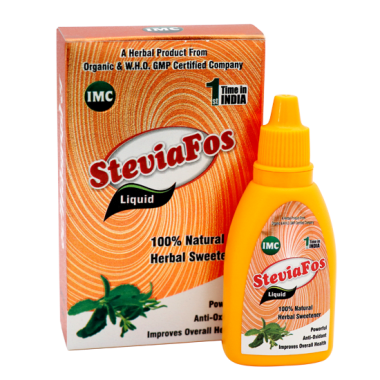 A Herbal Product From
Organic & W.H.O. GMP Certified Company
IMC
1st Time in
INDIA
SteviaFos
Liquid
100% Natural
Herbal Sweetener
Anti-Ox
Improves Overall He
IMC
1st Time in
INDIA
SteviaFos
Liquid
100% Natural
Herbal Sweetener
Powerful
Anti-Oxidant
Improves Overall Health